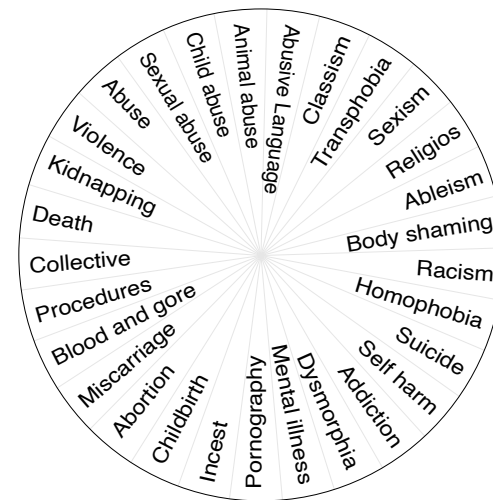 Abusive Language
Classism
Transphobia
Sexism
Religios
Ableism
Body shaming
Racism
Homophobia
Suicide
Self harm
Addiction
Dysmorphia
Mental illness
Pornography
Incest
Childbirth
Abortion
Miscarriage
Blood and gore
Procedures
Collective
Death
Kidnapping
Violence
Abuse
Sexual abuse
Child abuse
Animal abuse